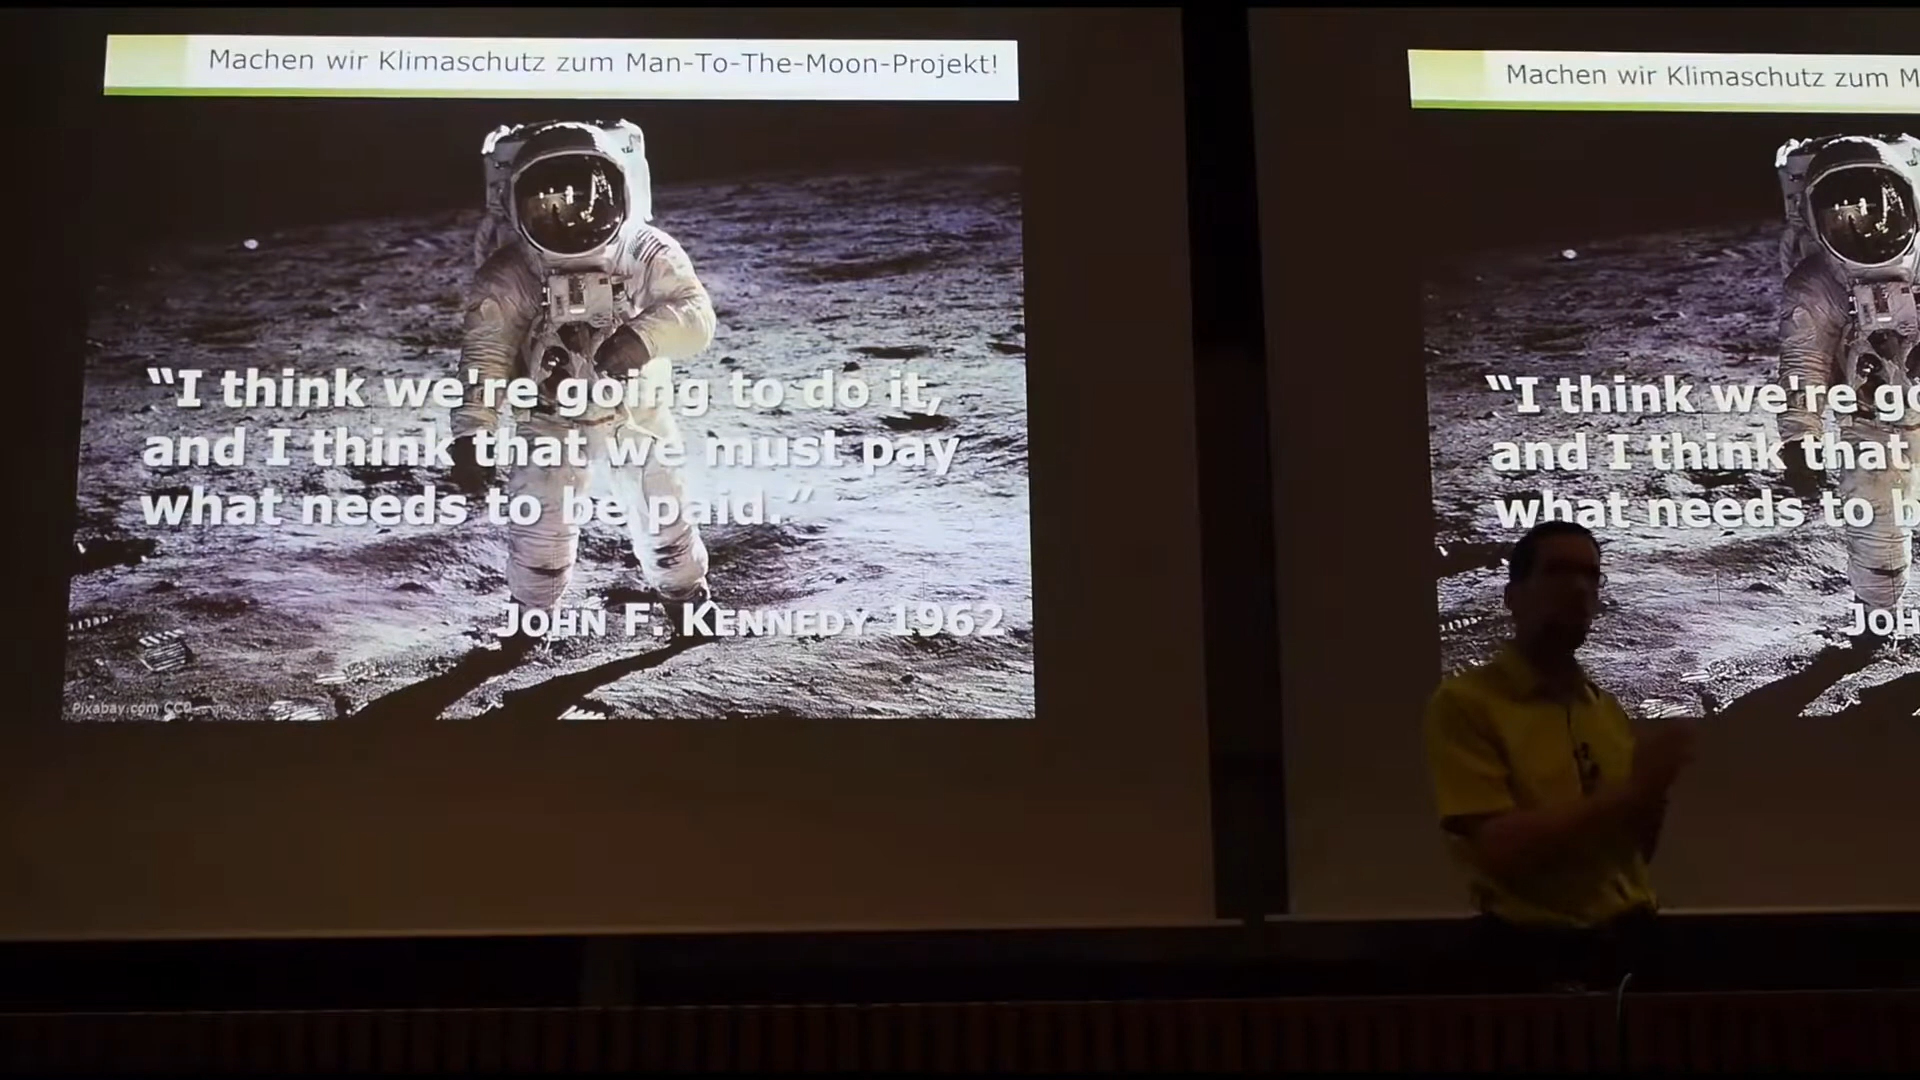 Machen wir Klimaschutz zum Man-To-The-Moon-Projekt!
“I think we're going to do it,
and I think that we must pay
what needs to be paid.”
JOHN F. KENNEDY 1962
Pixabay.com CC0
Machen wir Klimaschutz zum M
“I think we're go
and I think that
what needs to b
JOH